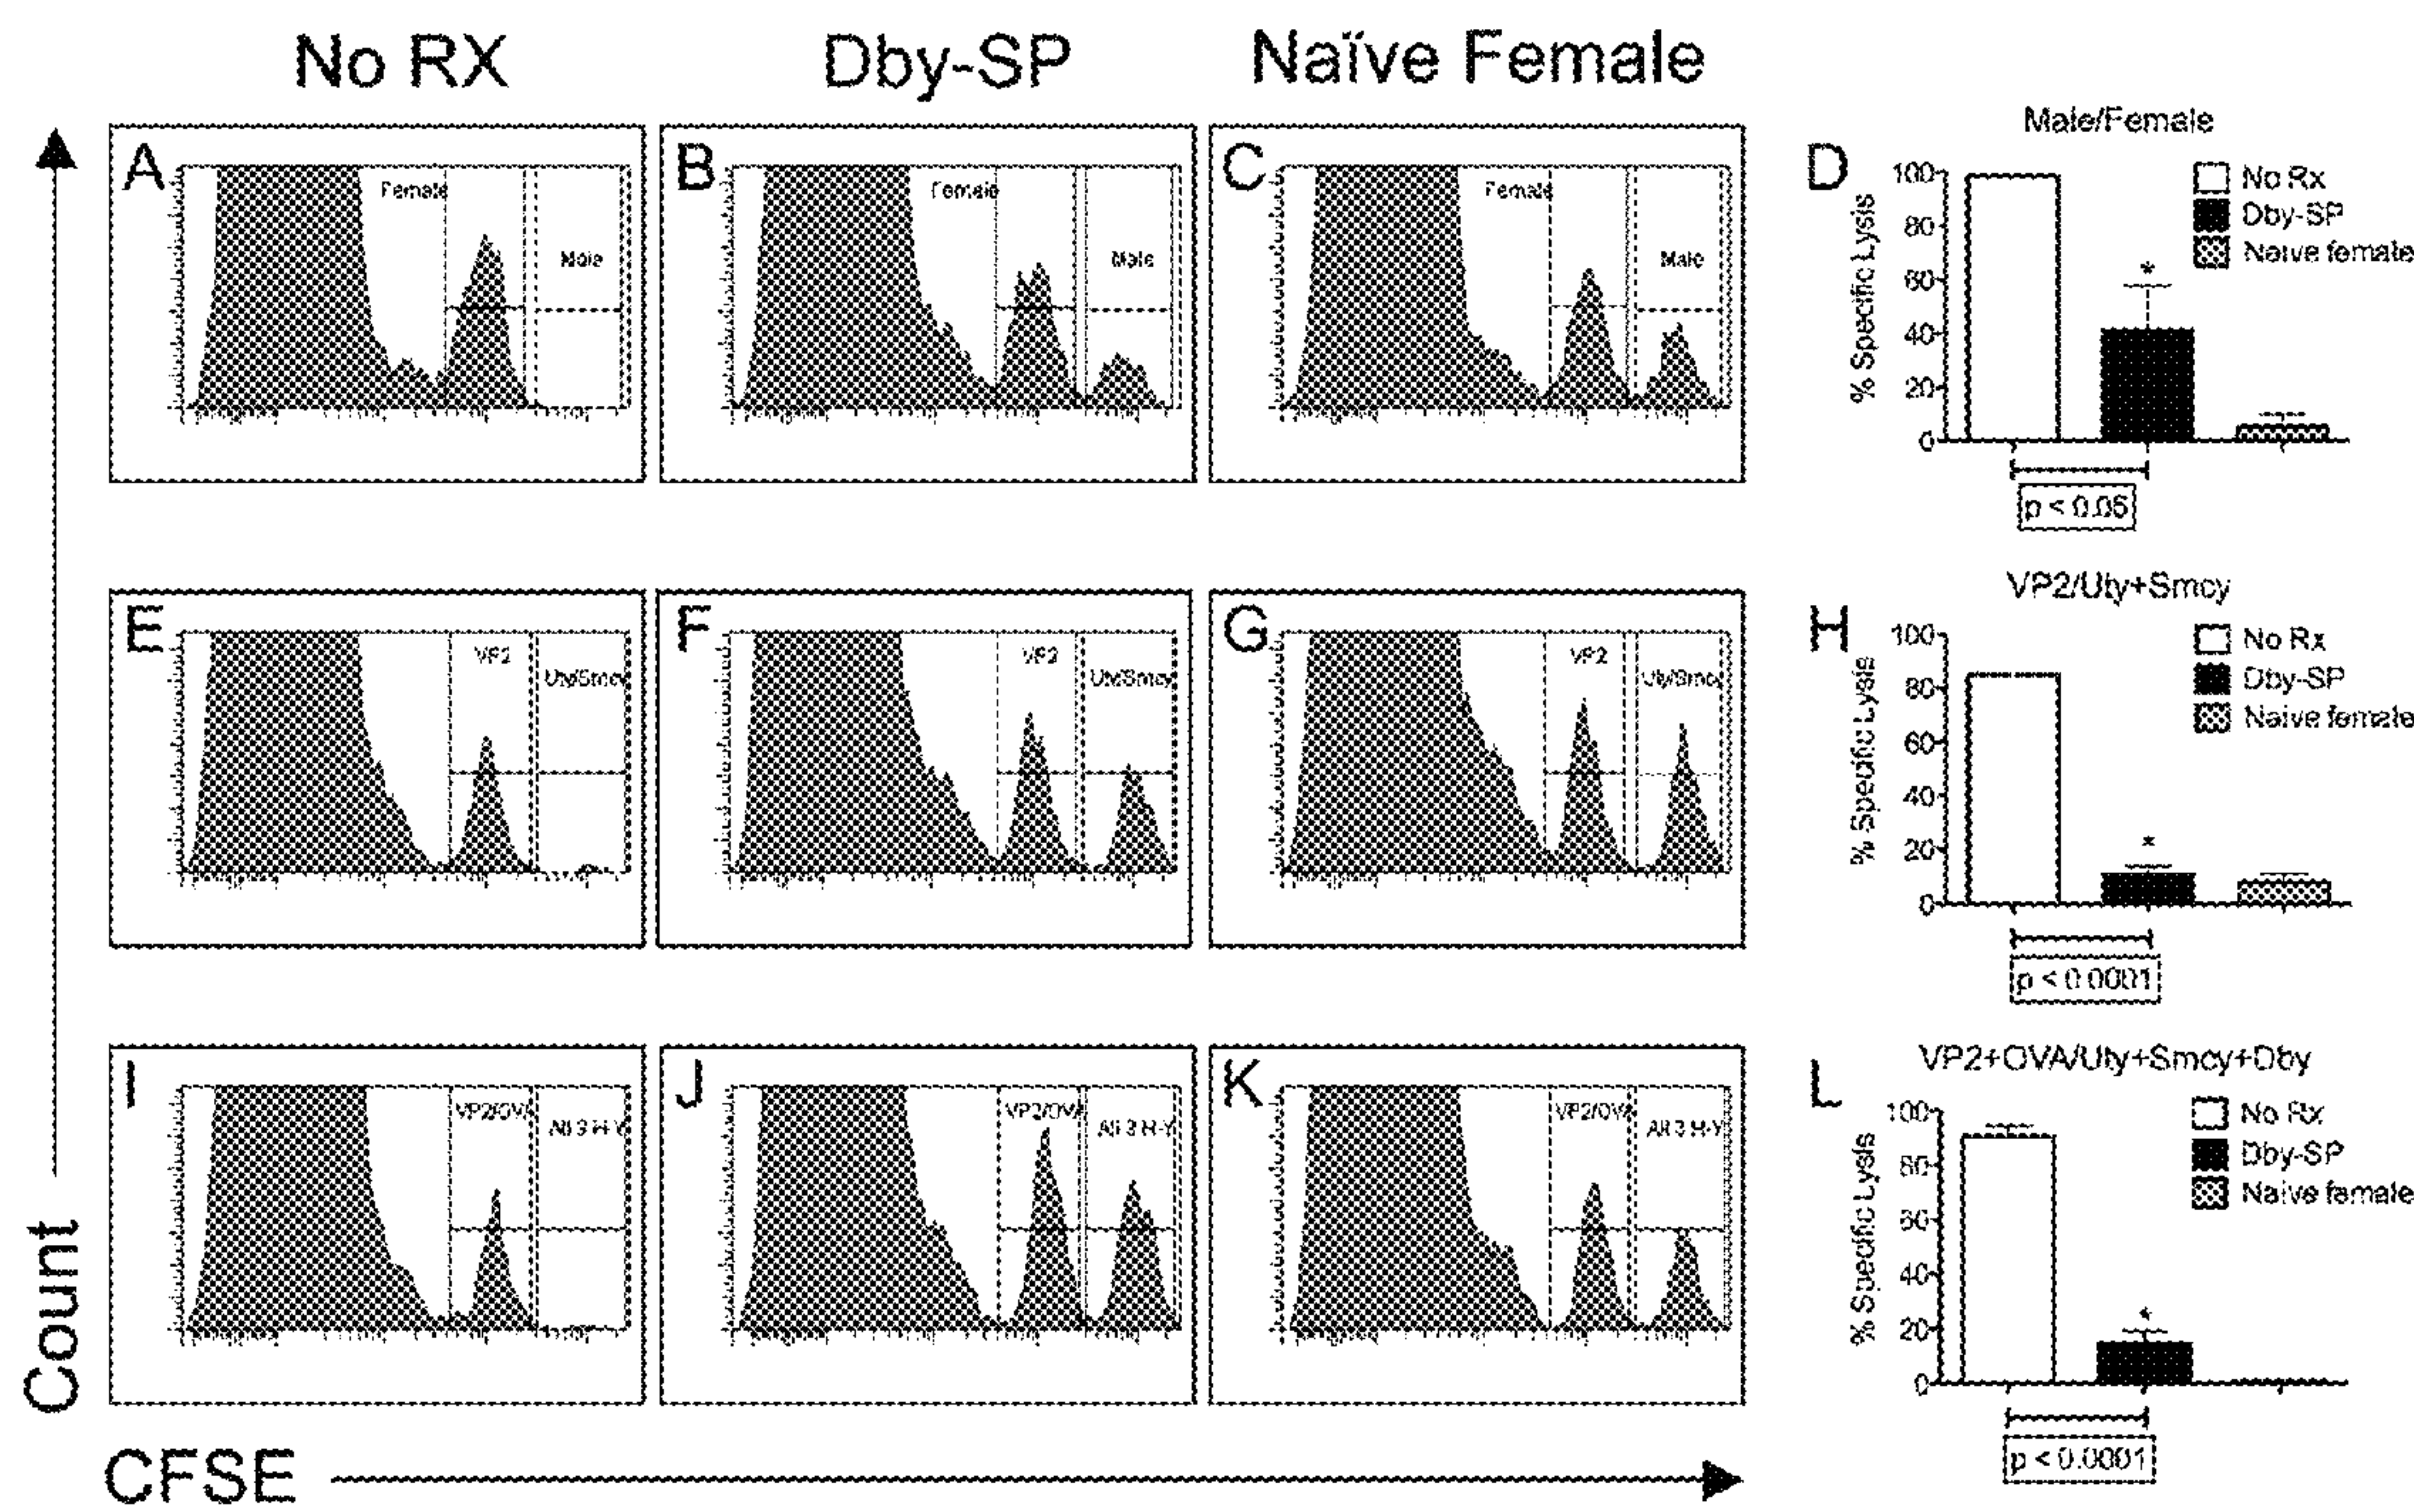 No RX
Dby-SP
Naïve Female
A
Female
Male
B
Female
Male
C
Female
Male
D
Male/Female
% Specific Lysis
100
80
60
40
20
0
*
No Rx
Dby-SP
Naive female
p < 0.05
E
VP2
Uty/Smcy
F
VP2
Uty/Smcy
G
VP2
Uty/Smcy
H
VP2/Uty+Smcy
% Specific Lysis
100
80
60
40
20
0
*
No Rx
Dby-SP
Naive female
p < 0.0001
I
VP2/OVA
All 3 H-Y
J
VP2/OVA
All 3 H-Y
K
VP2/OVA
All 3 H-Y
L
VP2+OVA/Uty+Smcy+Dby
% Specific Lysis
100
80
60
40
20
0
*
No Rx
Dby-SP
Naive female
p < 0.0001
Count
CFSE